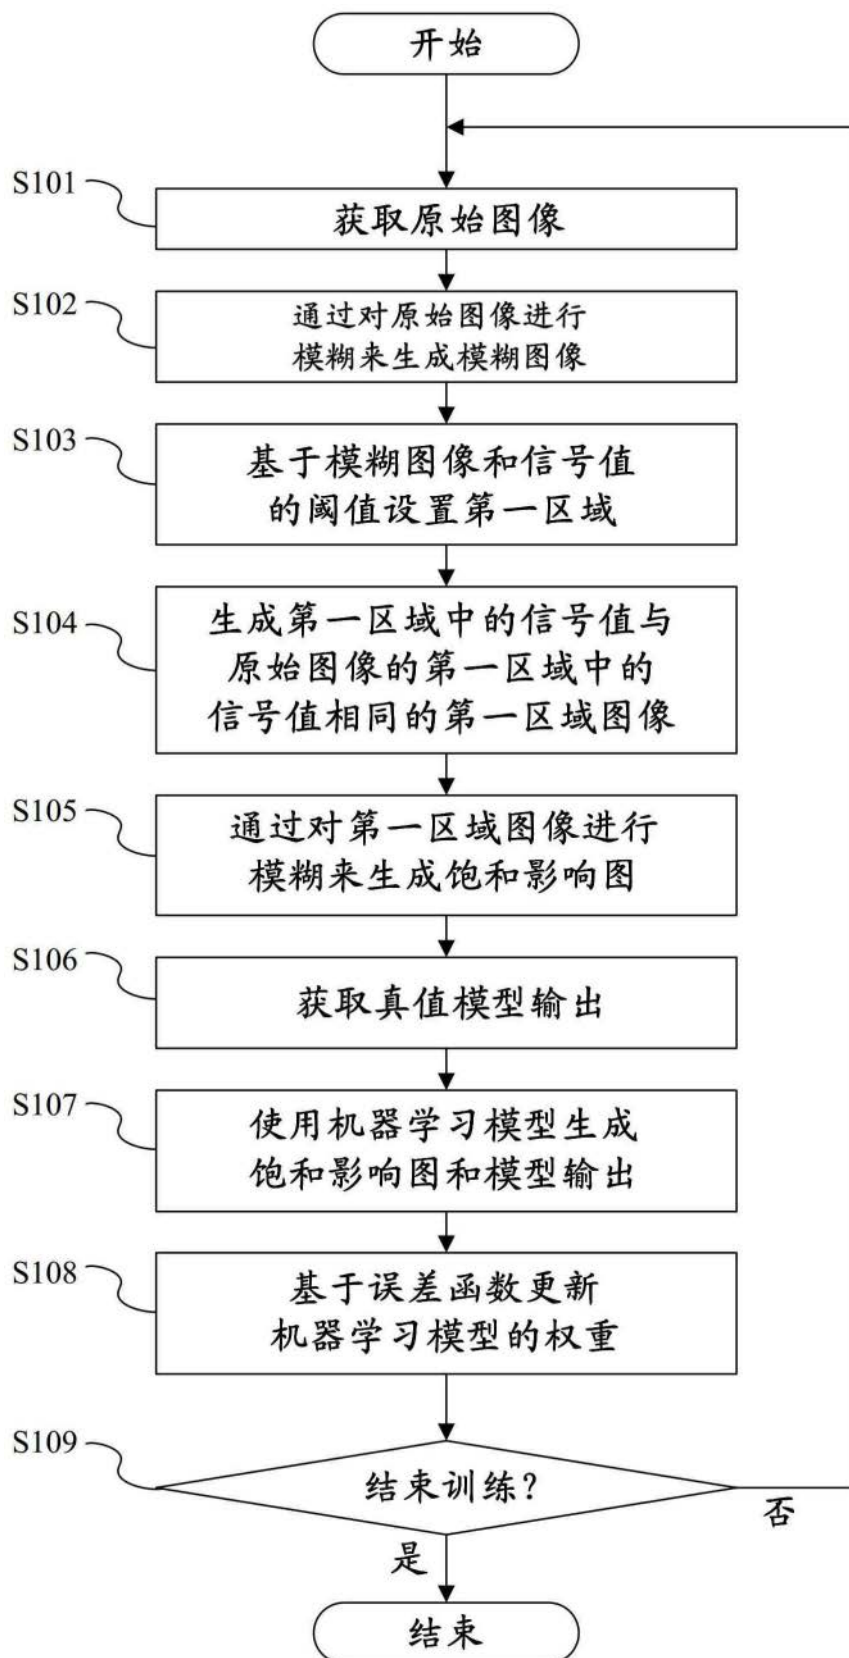 开始
S101
获取原始图像
S102
通过对原始图像进行
模糊来生成模糊图像
S103
基于模糊图像和信号值
的阈值设置第一区域
S104
生成第一区域中的信号值与
原始图像的第一区域中的
信号值相同的第一区域图像
S105
通过对第一区域图像进行
模糊来生成饱和影响图
S106
获取真值模型输出
S107
使用机器学习模型生成
饱和影响图和模型输出
S108
基于误差函数更新
机器学习模型的权重
S109
结束训练?
否
是
结束